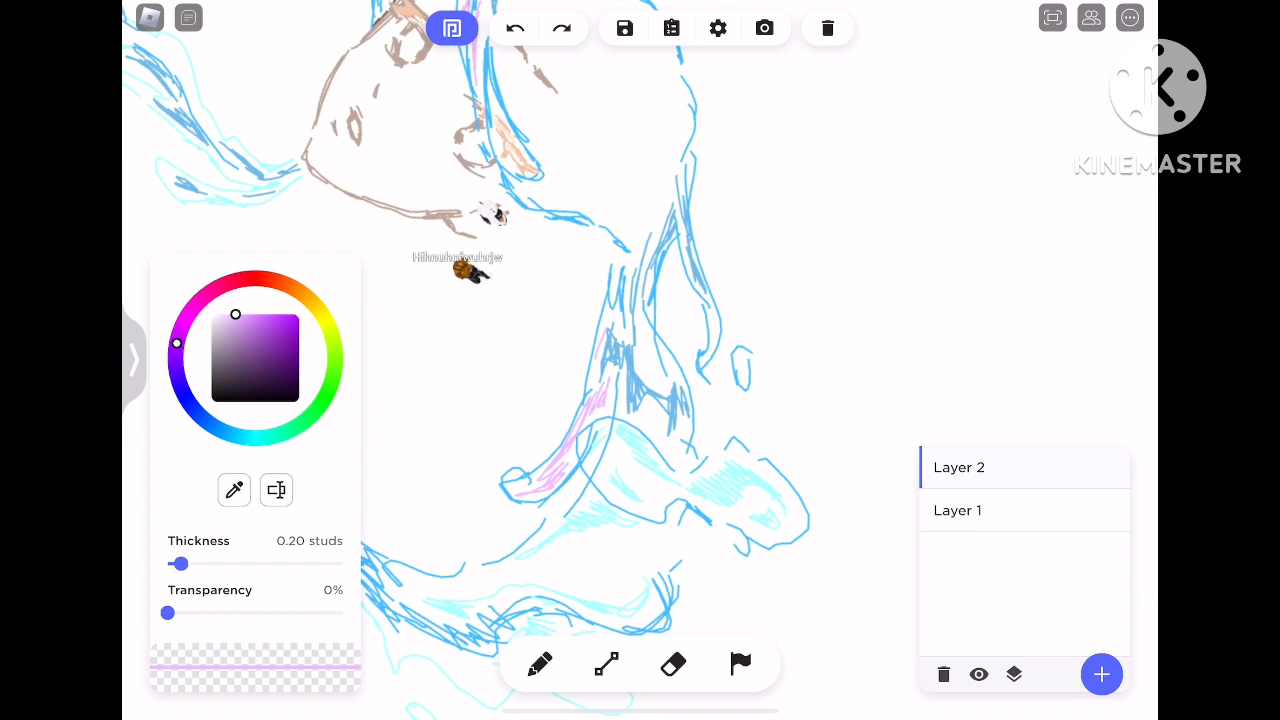 KINEMASTER
Layer 2
Layer 1
Thickness 0.20 studs
Transparency 0%